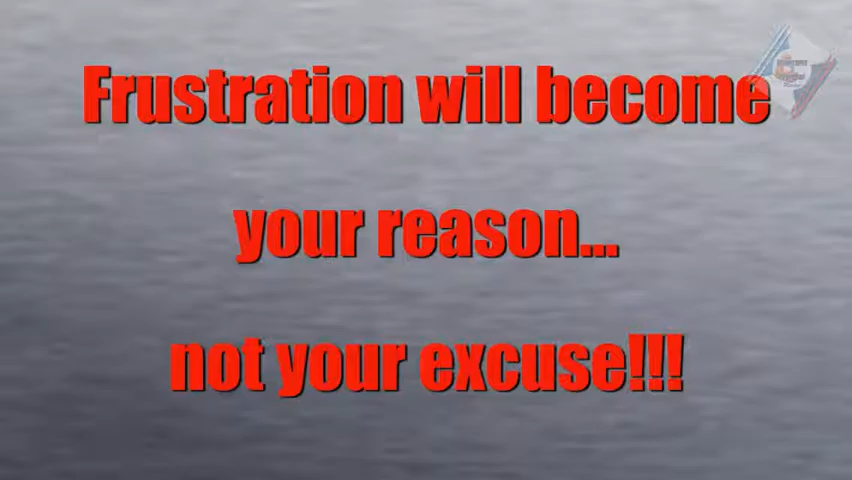 Frustration will become
your reason...
not your excuse!!!